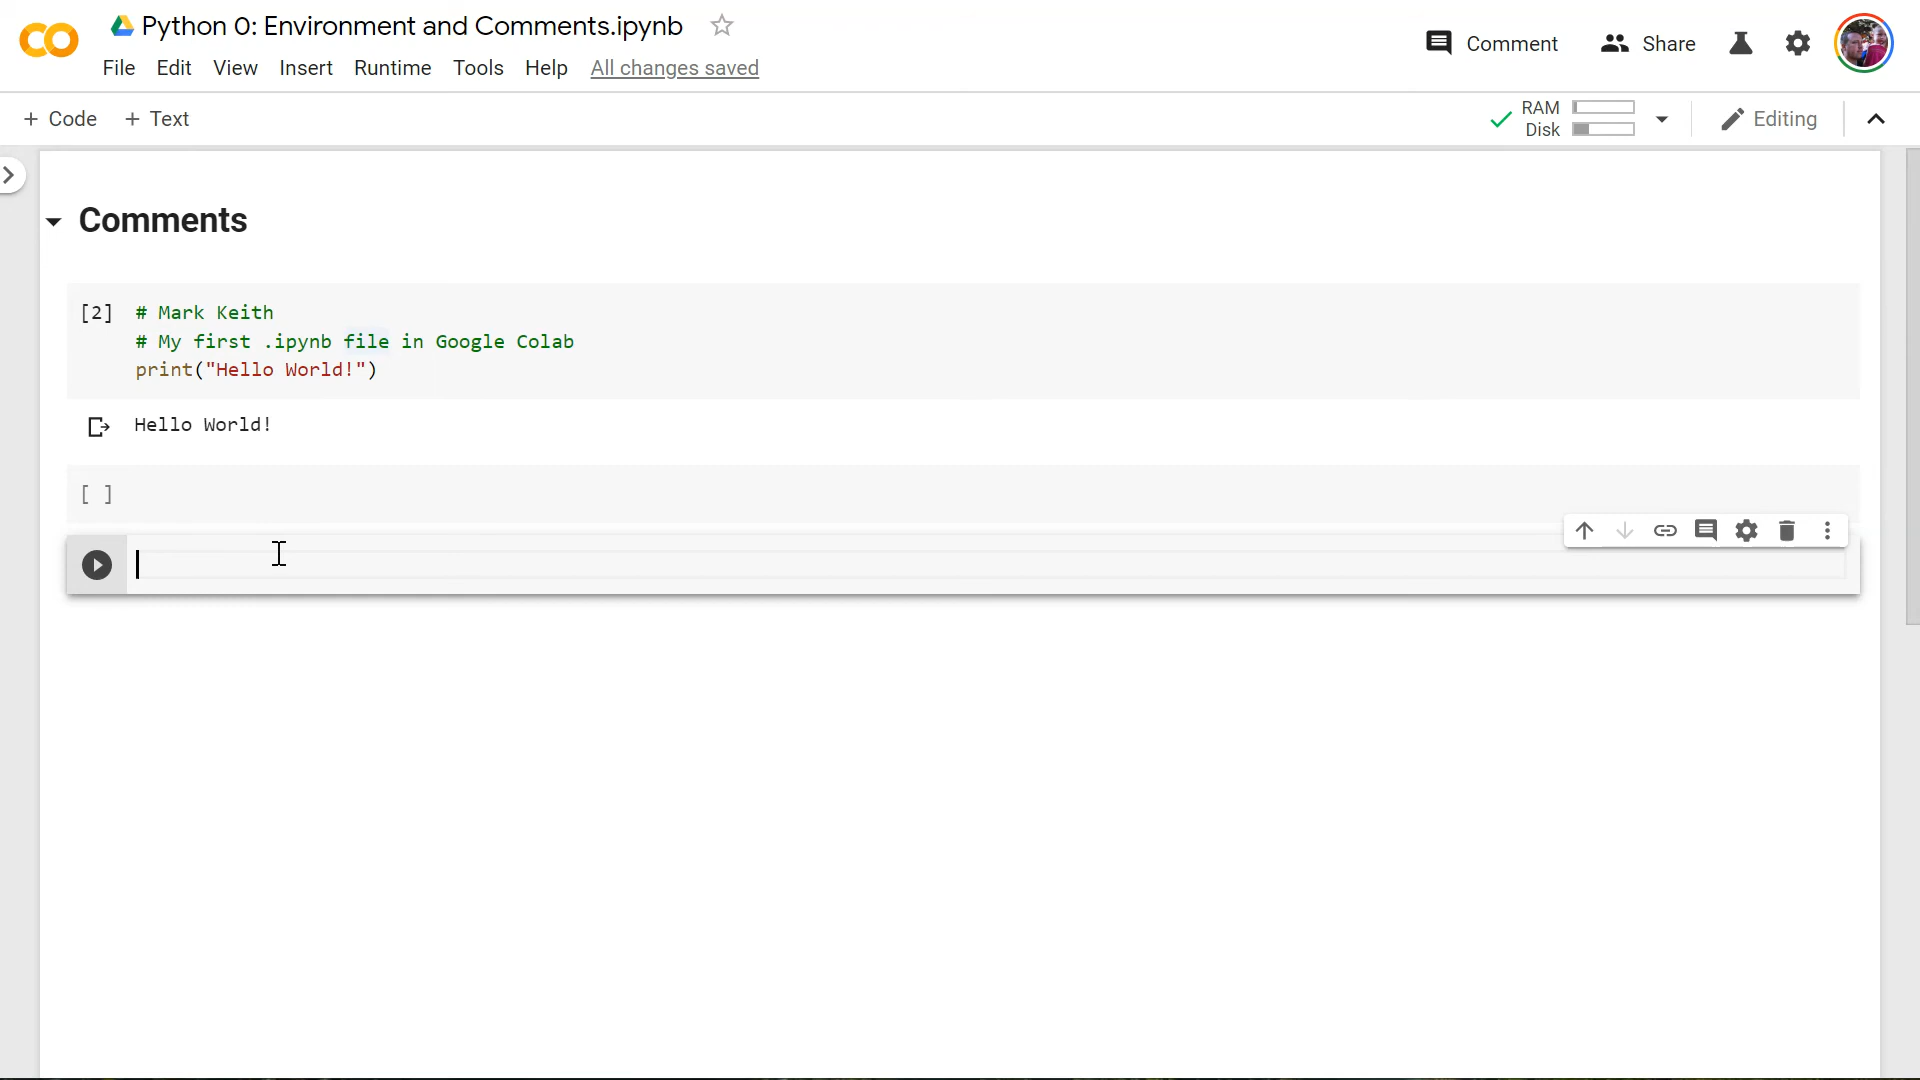 Python 0: Environment and Comments.ipynb
File Edit View Insert Runtime Tools Help All changes saved
Comment Share
+ Code + Text
RAM
Disk
Editing
Comments
[2] # Mark Keith
# My first .ipynb file in Google Colab
print("Hello World!")
Hello World!
[ ]